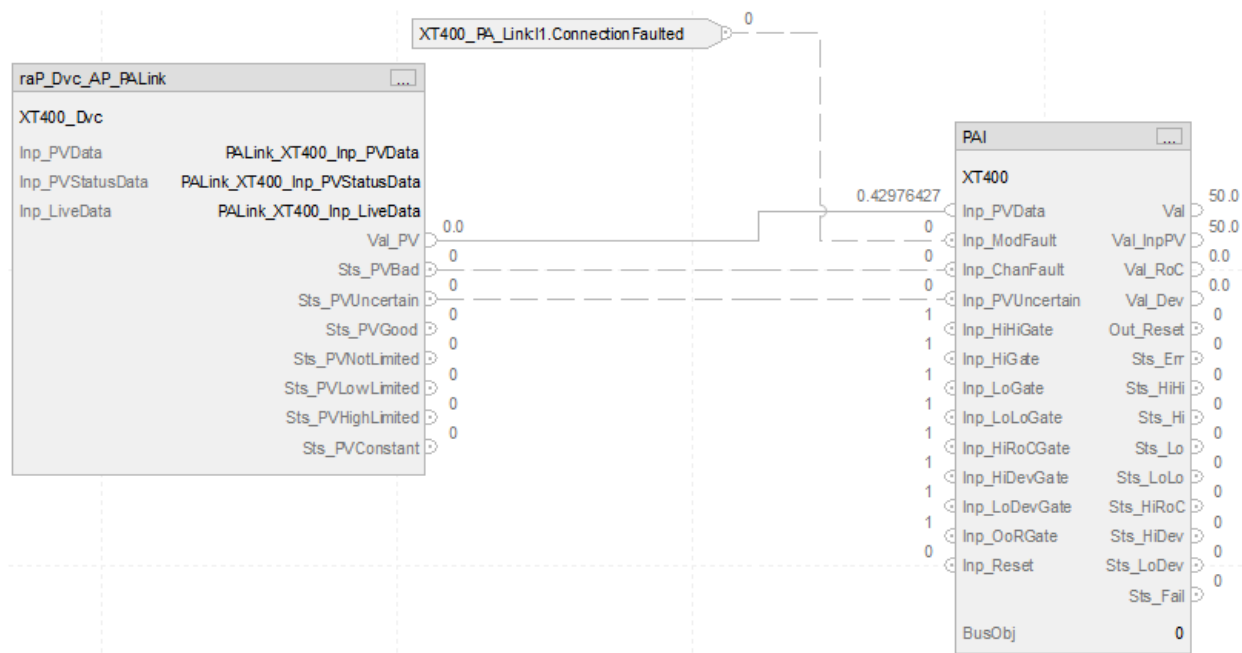 XT400_PA_Link:I1.ConnectionFaulted
0
raP_Dvc_AP_PALink
...
XT400_Dvc
Inp_PVData PALink_XT400_Inp_PVData
Inp_PVStatusData PALink_XT400_Inp_PVStatusData
Inp_LiveData PALink_XT400_Inp_LiveData
Val_PV 0.0
Sts_PVBad 0
Sts_PVUncertain 0
Sts_PVGood 0
Sts_PVNotLimited 0
Sts_PVLowLimited 0
Sts_PVHighLimited 0
Sts_PVConstant 0
PAI
...
XT400
0.42976427 Inp_PVData Val 50.0
0 Inp_ModFault Val_InpPV 50.0
0 Inp_ChanFault Val_RoC 0.0
0 Inp_PVUncertain Val_Dev 0.0
1 Inp_HiHiGate Out_Reset 0
1 Inp_HiGate Sts_Err 0
1 Inp_LoGate Sts_HiHi 0
1 Inp_LoLoGate Sts_Hi 0
1 Inp_HiRoCGate Sts_Lo 0
1 Inp_HiDevGate Sts_LoLo 0
1 Inp_LoDevGate Sts_HiRoC 0
1 Inp_OoRGate Sts_HiDev 0
0 Inp_Reset Sts_LoDev 0
Sts_Fail 0
BusObj 0